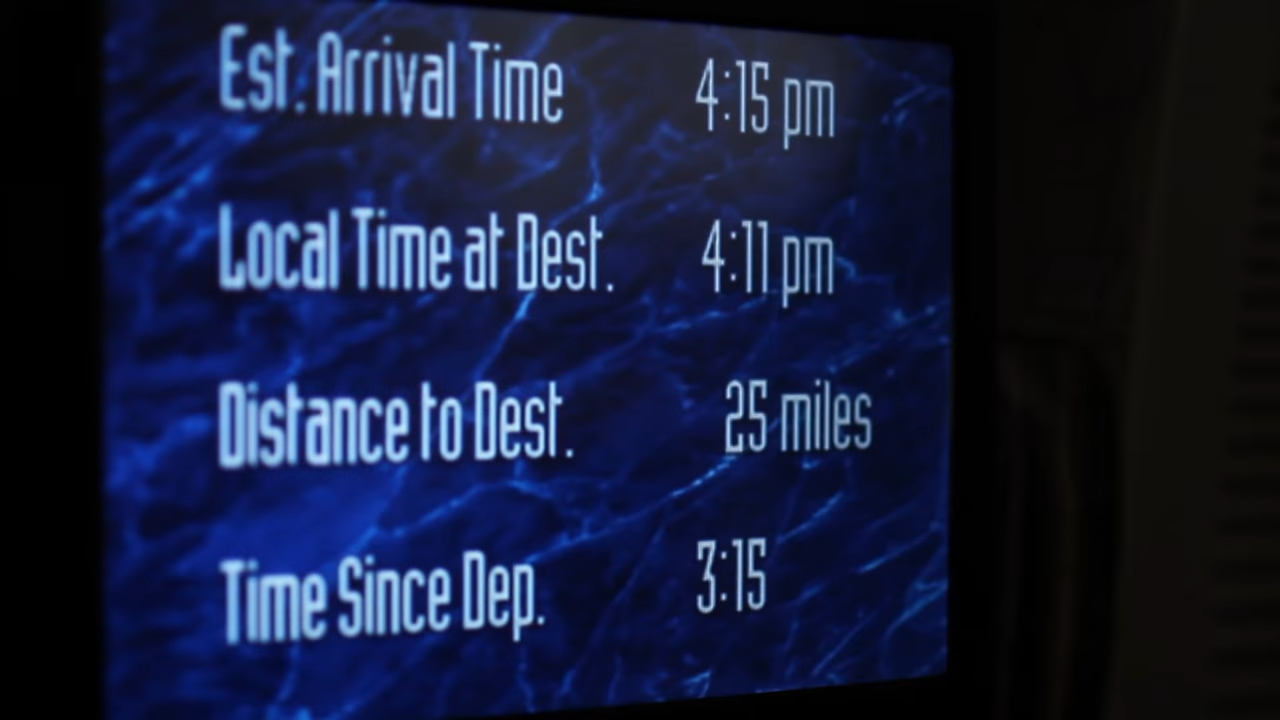 Est. Arrival Time 4:15 pm
Local Time at Dest. 4:11 pm
Distance to Dest. 25 miles
Time Since Dep. 3:15